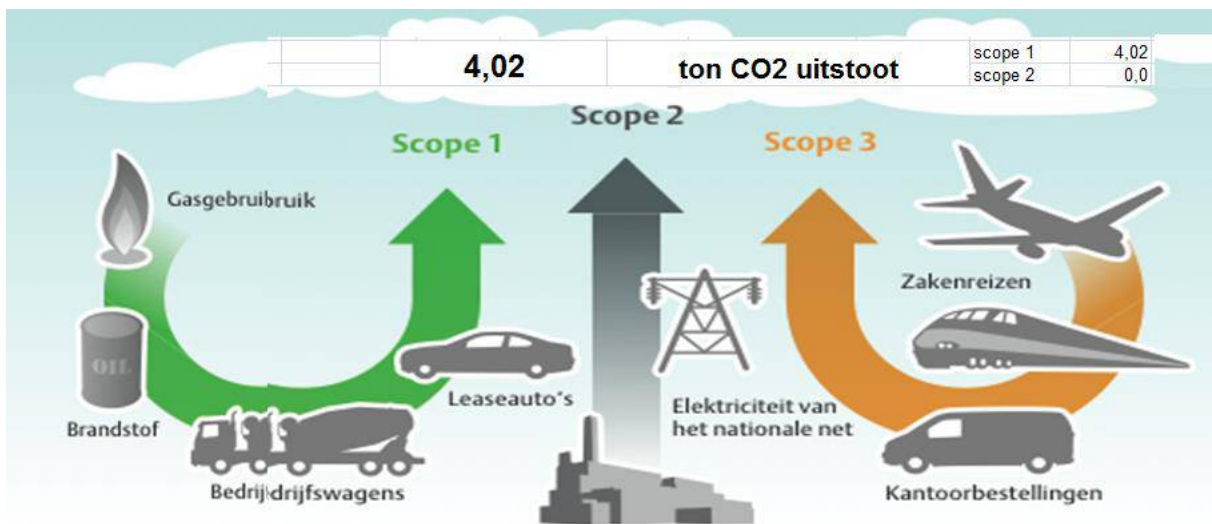 4,02 ton CO2 uitstoot
scope 1 4,02
scope 2 0,0
Scope 1
Scope 2
Scope 3
Gasgebruibruik
Zakenreizen
OIL
Brandstof
Leaseauto's
Elektriciteit van
het nationale net
Bedrijdrijfswagens
Kantoorbestellingen